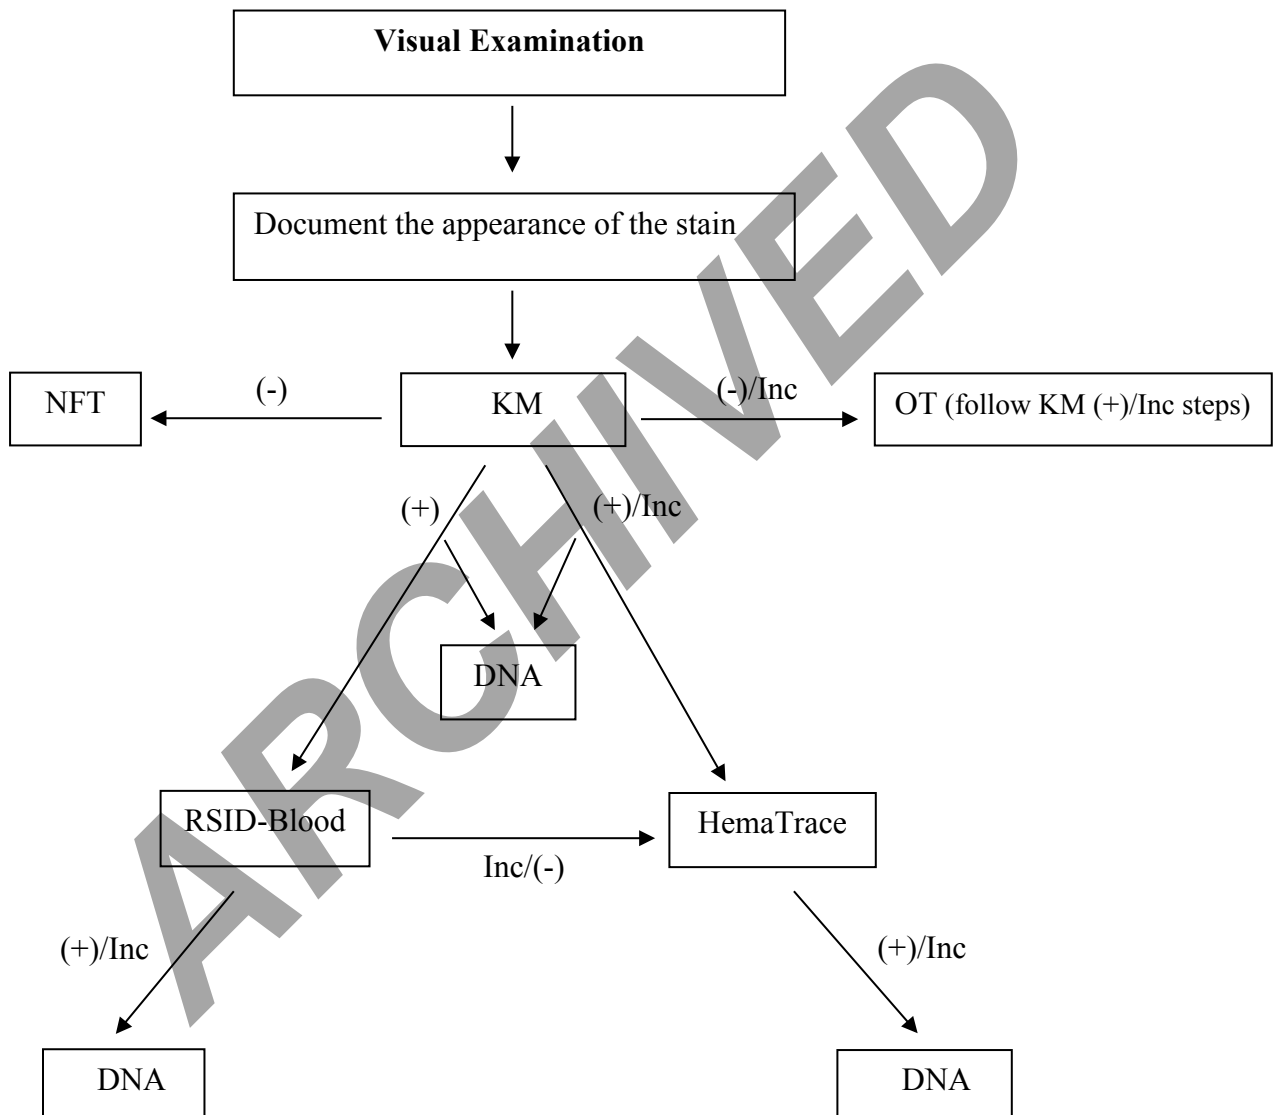 Visual Examination
Document the appearance of the stain
NFT
(-)
KM
(-)/Inc
OT (follow KM (+)/Inc steps)
(+)
(+)/Inc
DNA
RSID-Blood
Inc/(-)
HemaTrace
(+)/Inc
(+)/Inc
DNA
DNA
ARCHIVED